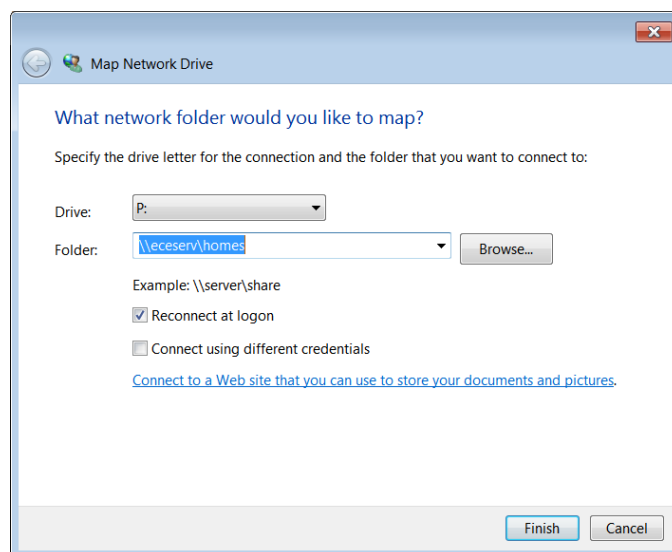 Map Network Drive
What network folder would you like to map?
Specify the drive letter for the connection and the folder that you want to connect to:
Drive: P:
Folder: \\eceserv\homes Browse...
Example: \\server\share
Reconnect at logon
Connect using different credentials
Connect to a Web site that you can use to store your documents and pictures.
Finish Cancel